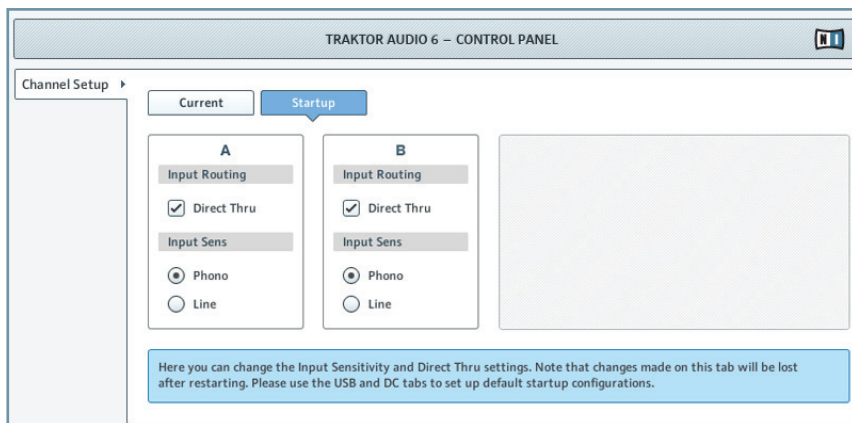 TRAKTOR AUDIO 6 – CONTROL PANEL
NI
Channel Setup
Current
Startup
A
Input Routing
Direct Thru
Input Sens
Phono
Line
B
Input Routing
Direct Thru
Input Sens
Phono
Line
Here you can change the Input Sensitivity and Direct Thru settings. Note that changes made on this tab will be lost
after restarting. Please use the USB and DC tabs to set up default startup configurations.